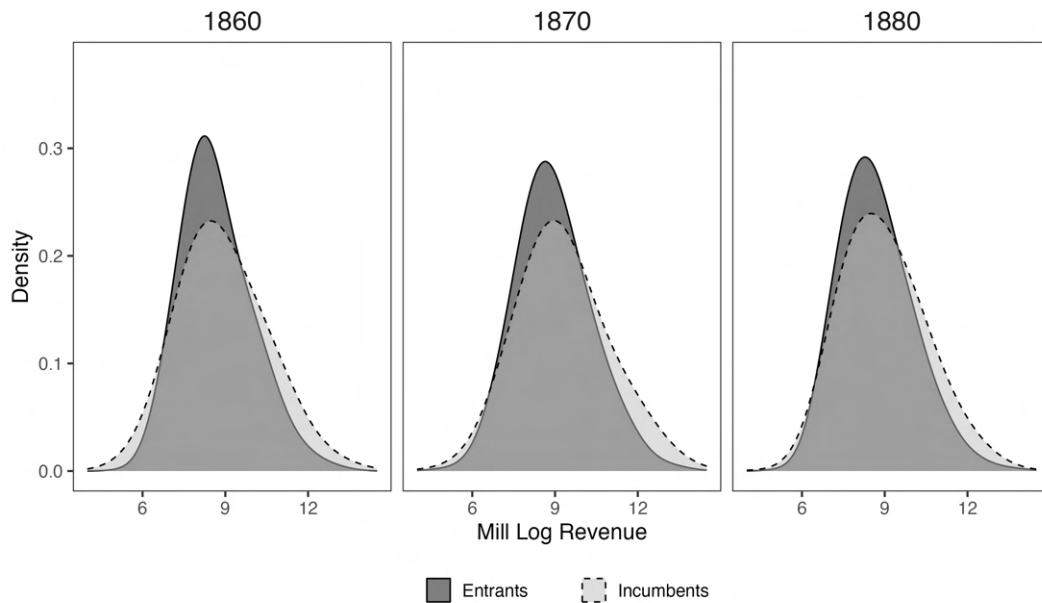 1860 1870 1880
0.3
0.2
0.1
0.0
Density
6 9 12 6 9 12 6 9 12
Mill Log Revenue
Entrants Incumbents